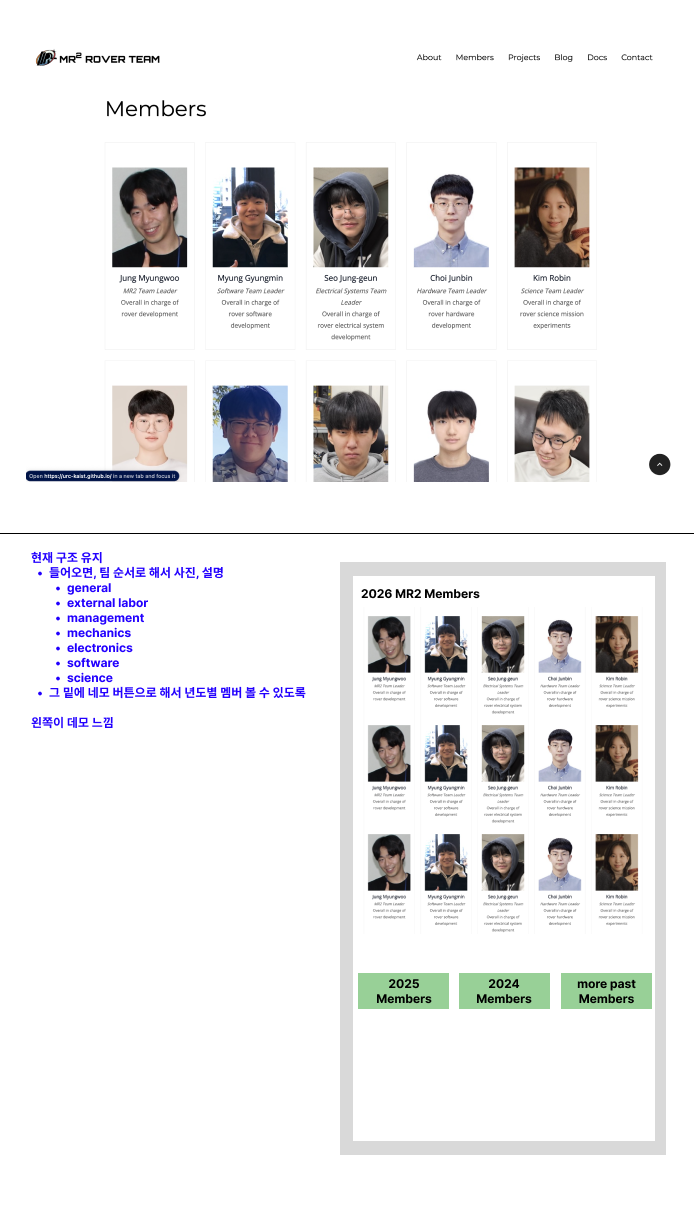 MR2 ROVER TEAM
About Members Projects Blog Docs Contact
Members
Jung Myungwoo
MR2 Team Leader
Overall in charge of
rover development
Myung Gyungmin
Software Team Leader
Overall in charge of
rover software
development
Seo Jung-geun
Electrical Systems Team
Leader
Overall in charge of
rover electrical system
development
Choi Junbin
Hardware Team Leader
Overall in charge of
rover hardware
development
Kim Robin
Science Team Leader
Overall in charge of
rover science mission
experiments
Open https://urc-kaist.github.io/ in a new tab and focus it
현재 구조 유지
• 들어오면, 팀 순서로 해서 사진, 설명
• general
• external labor
• management
• mechanics
• electronics
• software
• science
• 그 밑에 네모 버튼으로 해서 년도별 멤버 볼 수 있도록
왼쪽이 데모 느낌
2026 MR2 Members
Jung Myungwoo
MR2 Team Leader
Overall in charge of
rover development
Myung Gyungmin
Software Team Leader
Overall in charge of
rover software
development
Seo Jung-geun
Electrical Systems Team
Leader
Overall in charge of
rover electrical system
development
Choi Junbin
Hardware Team Leader
Overall in charge of
rover hardware
development
Kim Robin
Science Team Leader
Overall in charge of
rover science mission
experiments
Jung Myungwoo
MR2 Team Leader
Overall in charge of
rover development
Myung Gyungmin
Software Team Leader
Overall in charge of
rover software
development
Seo Jung-geun
Electrical Systems Team
Leader
Overall in charge of
rover electrical system
development
Choi Junbin
Hardware Team Leader
Overall in charge of
rover hardware
development
Kim Robin
Science Team Leader
Overall in charge of
rover science mission
experiments
Jung Myungwoo
MR2 Team Leader
Overall in charge of
rover development
Myung Gyungmin
Software Team Leader
Overall in charge of
rover software
development
Seo Jung-geun
Electrical Systems Team
Leader
Overall in charge of
rover electrical system
development
Choi Junbin
Hardware Team Leader
Overall in charge of
rover hardware
development
Kim Robin
Science Team Leader
Overall in charge of
rover science mission
experiments
2025
Members
2024
Members
more past
Members